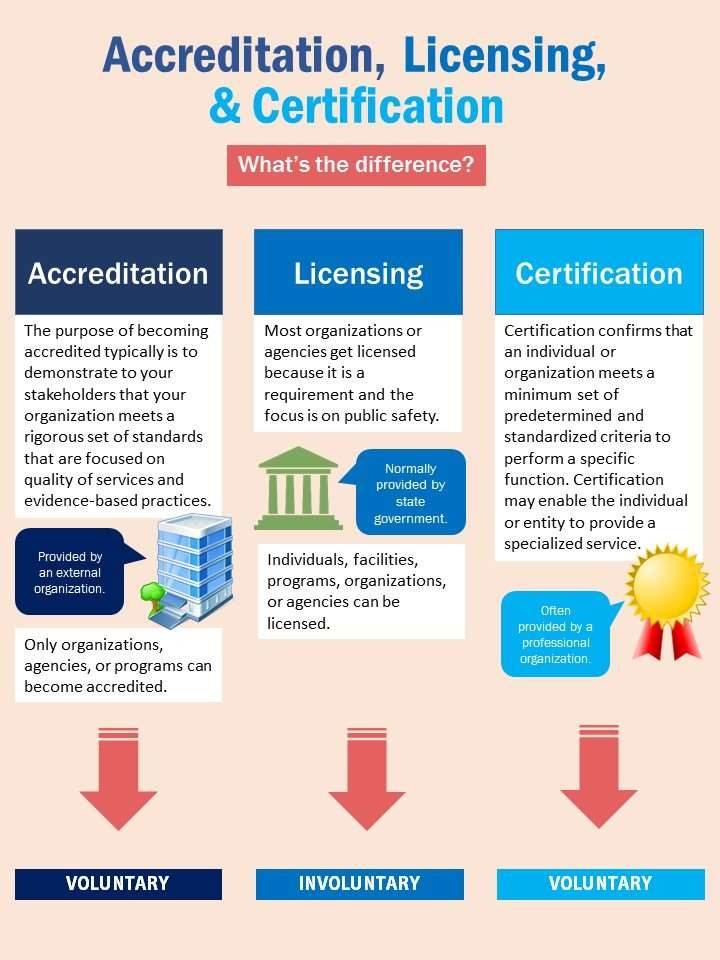 Accreditation, Licensing,
& Certification
What's the difference?
Accreditation
The purpose of becoming
accredited typically is to
demonstrate to your
stakeholders that your
organization meets a
rigorous set of standards
that are focused on
quality of services and
evidence-based practices.
Provided by
an external
organization.
Only organizations,
agencies, or programs can
become accredited.
VOLUNTARY
Licensing
Most organizations or
agencies get licensed
because it is a
requirement and the
focus is on public safety.
Normally
provided by
state
government.
Individuals, facilities,
programs, organizations,
or agencies can be
licensed.
INVOLUNTARY
Certification
Certification confirms that
an individual or
organization meets a
minimum set of
predetermined and
standardized criteria to
perform a specific
function. Certification
may enable the individual
or entity to provide a
specialized service.
Often
provided by a
professional
organization.
VOLUNTARY